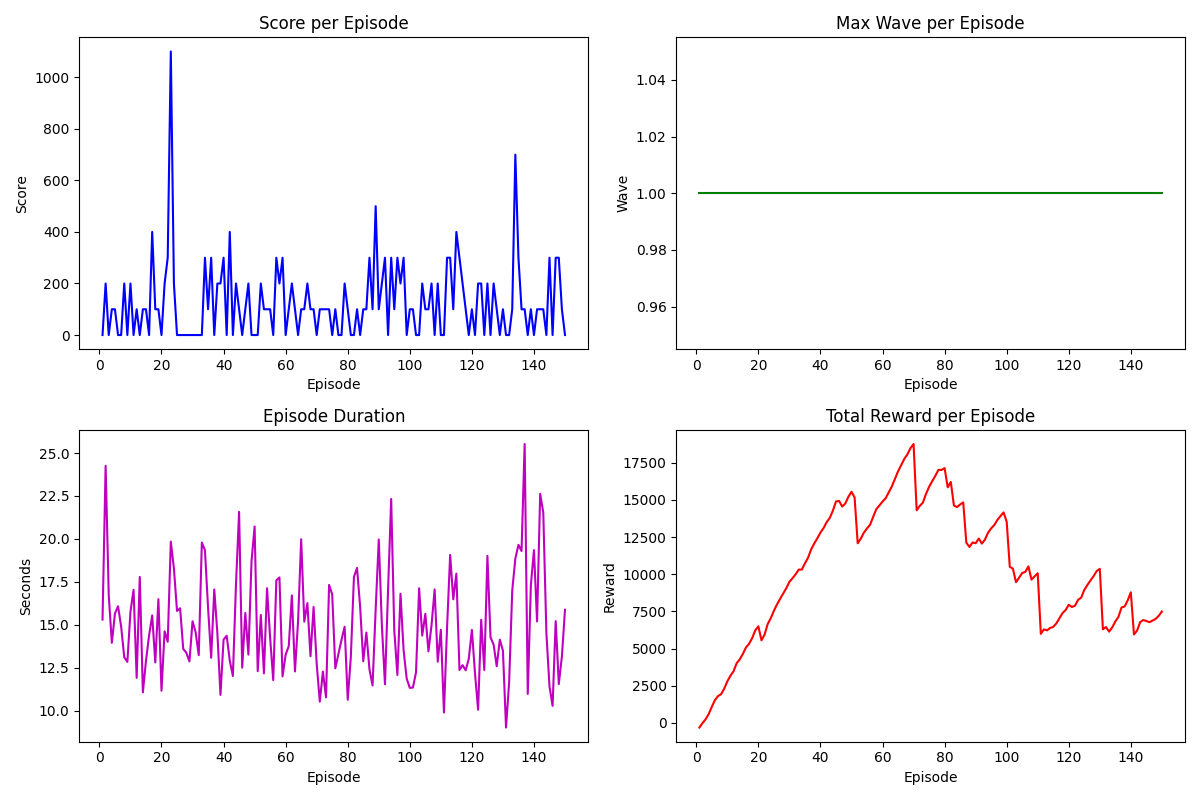 Score per Episode
Max Wave per Episode
1000
800
600
400
200
0
Score
0 20 40 60 80 100 120 140
Episode
1.04
1.02
1.00
0.98
0.96
Wave
0 20 40 60 80 100 120 140
Episode
Episode Duration
Total Reward per Episode
25.0
22.5
20.0
17.5
15.0
12.5
10.0
Seconds
0 20 40 60 80 100 120 140
Episode
17500
15000
12500
10000
7500
5000
2500
0
Reward
0 20 40 60 80 100 120 140
Episode